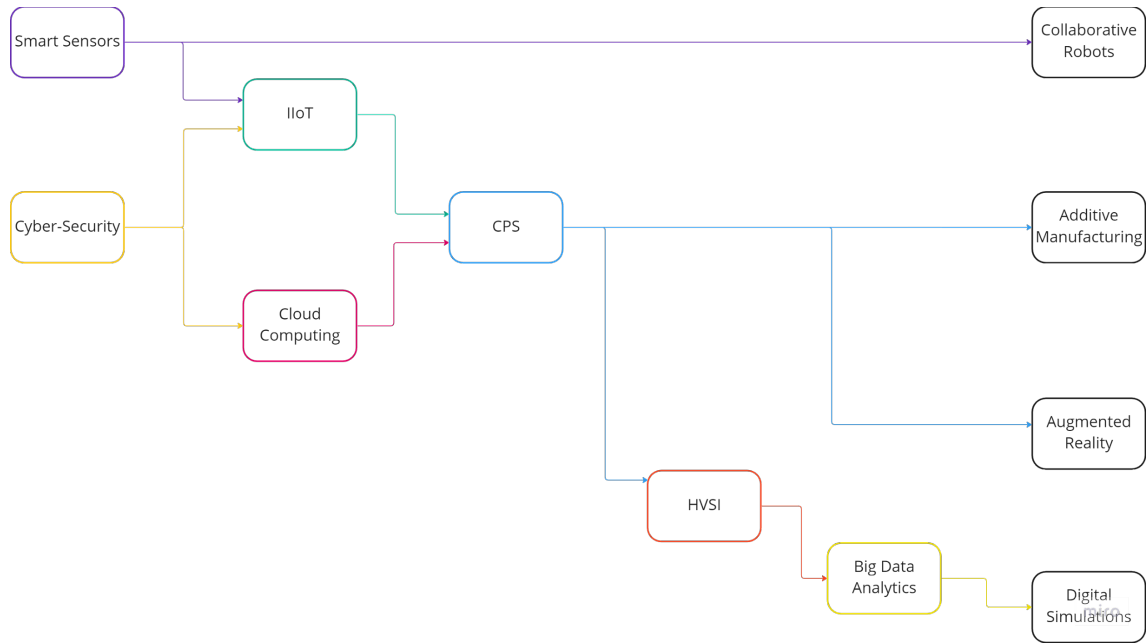 Smart Sensors
Collaborative
Robots
IIoT
Cyber-Security
CPS
Additive
Manufacturing
Cloud
Computing
Augmented
Reality
HVSI
Big Data
Analytics
Digital
Simulations
miro